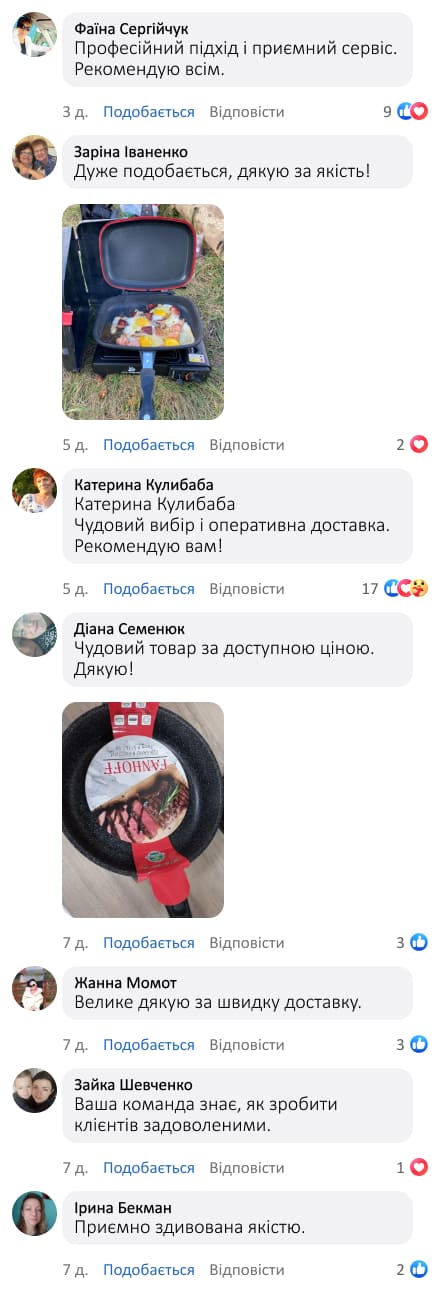 Фаїна Сергійчук
Професійний підхід і приємний сервіс.
Рекомендую всім.
3 д. Подобається Відповісти 9
Заріна Іваненко
Дуже подобається, дякую за якість!
5 д. Подобається Відповісти 2
Катерина Кулибаба
Катерина Кулибаба
Чудовий вибір і оперативна доставка.
Рекомендую вам!
5 д. Подобається Відповісти 17
Діана Семенюк
Чудовий товар за доступною ціною.
Дякую!
FANHOFF
7 д. Подобається Відповісти 3
Жанна Момот
Велике дякую за швидку доставку.
7 д. Подобається Відповісти 3
Зайка Шевченко
Ваша команда знає, як зробити
клієнтів задоволеними.
7 д. Подобається Відповісти 1
Ірина Бекман
Приємно здивована якістю.
7 д. Подобається Відповісти 2